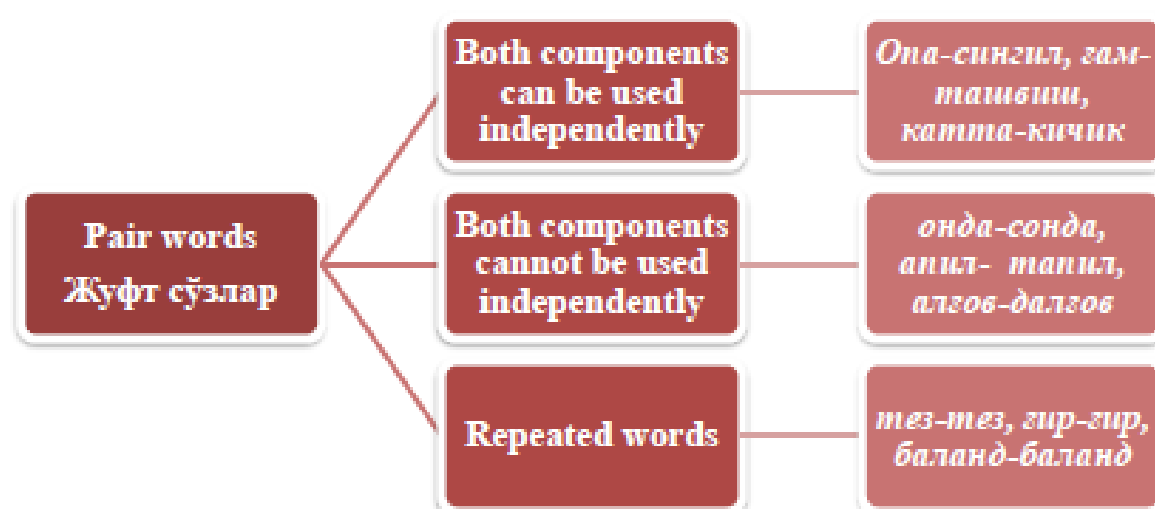 Pair words
Жуфт сўзлар
Both components
can be used
independently
Опа-сингил, гам-
ташвиш,
катта-кичик
Both components
cannot be used
independently
онда-сонда,
апил- тапил,
алгов-далгов
Repeated words
тез-тез, гир-гир,
баланд-баланд